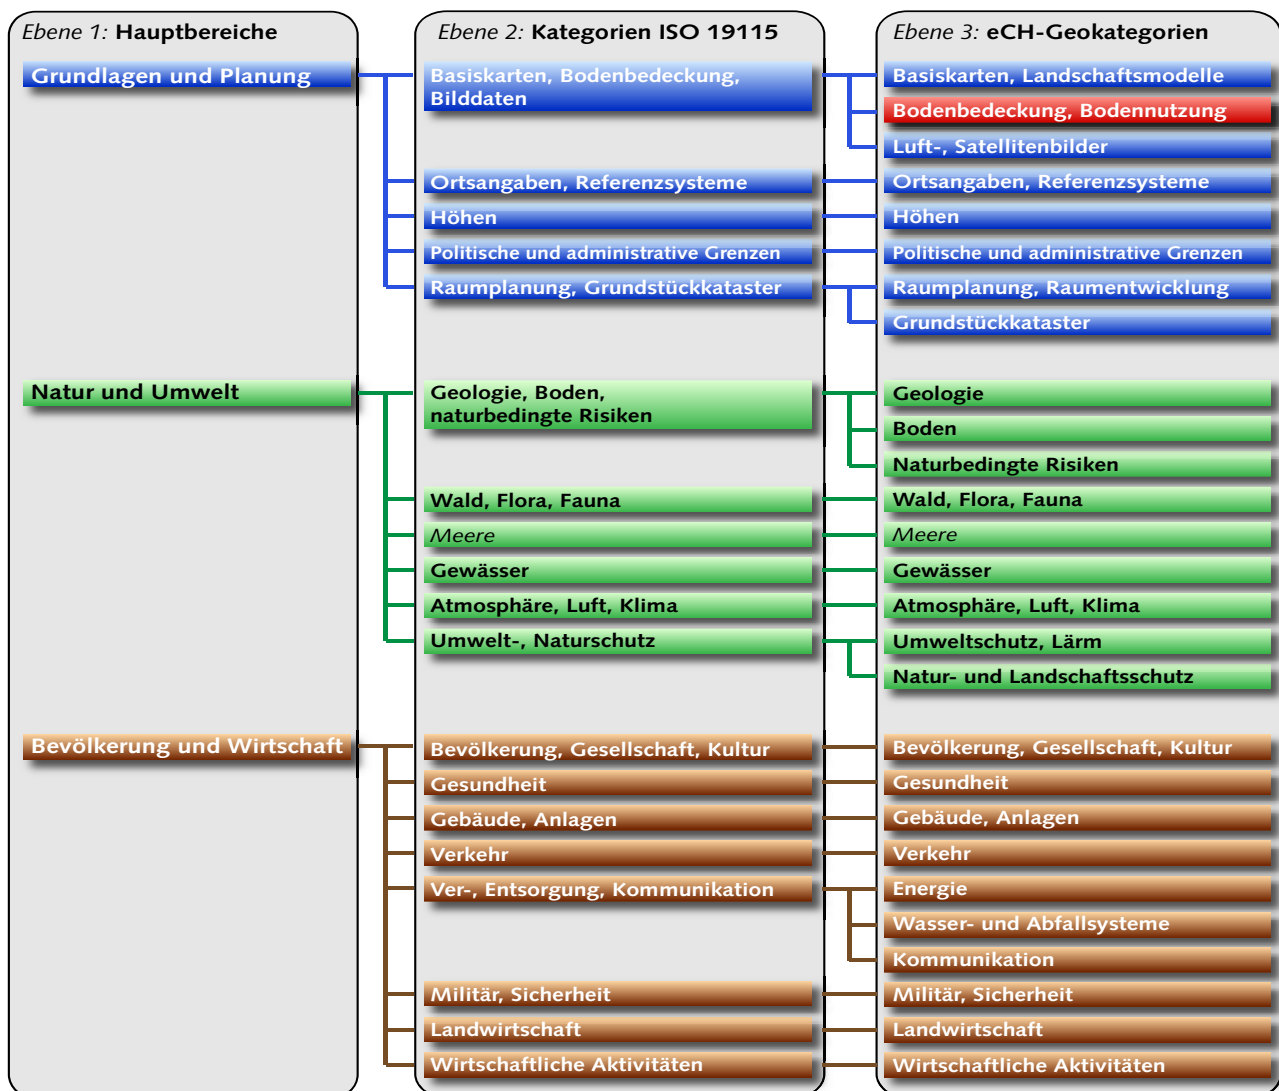 Ebene 1: Hauptbereiche
Grundlagen und Planung
Natur und Umwelt
Bevölkerung und Wirtschaft
Ebene 2: Kategorien ISO 19115
Basiskarten, Bodenbedeckung,
Bilddaten
Ortsangaben, Referenzsysteme
Höhen
Politische und administrative Grenzen
Raumplanung, Grundstückkataster
Geologie, Boden,
naturbedingte Risiken
Wald, Flora, Fauna
Meere
Gewässer
Atmosphäre, Luft, Klima
Umwelt-, Naturschutz
Bevölkerung, Gesellschaft, Kultur
Gesundheit
Gebäude, Anlagen
Verkehr
Ver-, Entsorgung, Kommunikation
Militär, Sicherheit
Landwirtschaft
Wirtschaftliche Aktivitäten
Ebene 3: eCH-Geokategorien
Basiskarten, Landschaftsmodelle
Bodenbedeckung, Bodennutzung
Luft-, Satellitenbilder
Ortsangaben, Referenzsysteme
Höhen
Politische und administrative Grenzen
Raumplanung, Raumentwicklung
Grundstückkataster
Geologie
Boden
Naturbedingte Risiken
Wald, Flora, Fauna
Meere
Gewässer
Atmosphäre, Luft, Klima
Umweltschutz, Lärm
Natur- und Landschaftsschutz
Bevölkerung, Gesellschaft, Kultur
Gesundheit
Gebäude, Anlagen
Verkehr
Energie
Wasser- und Abfallsysteme
Kommunikation
Militär, Sicherheit
Landwirtschaft
Wirtschaftliche Aktivitäten